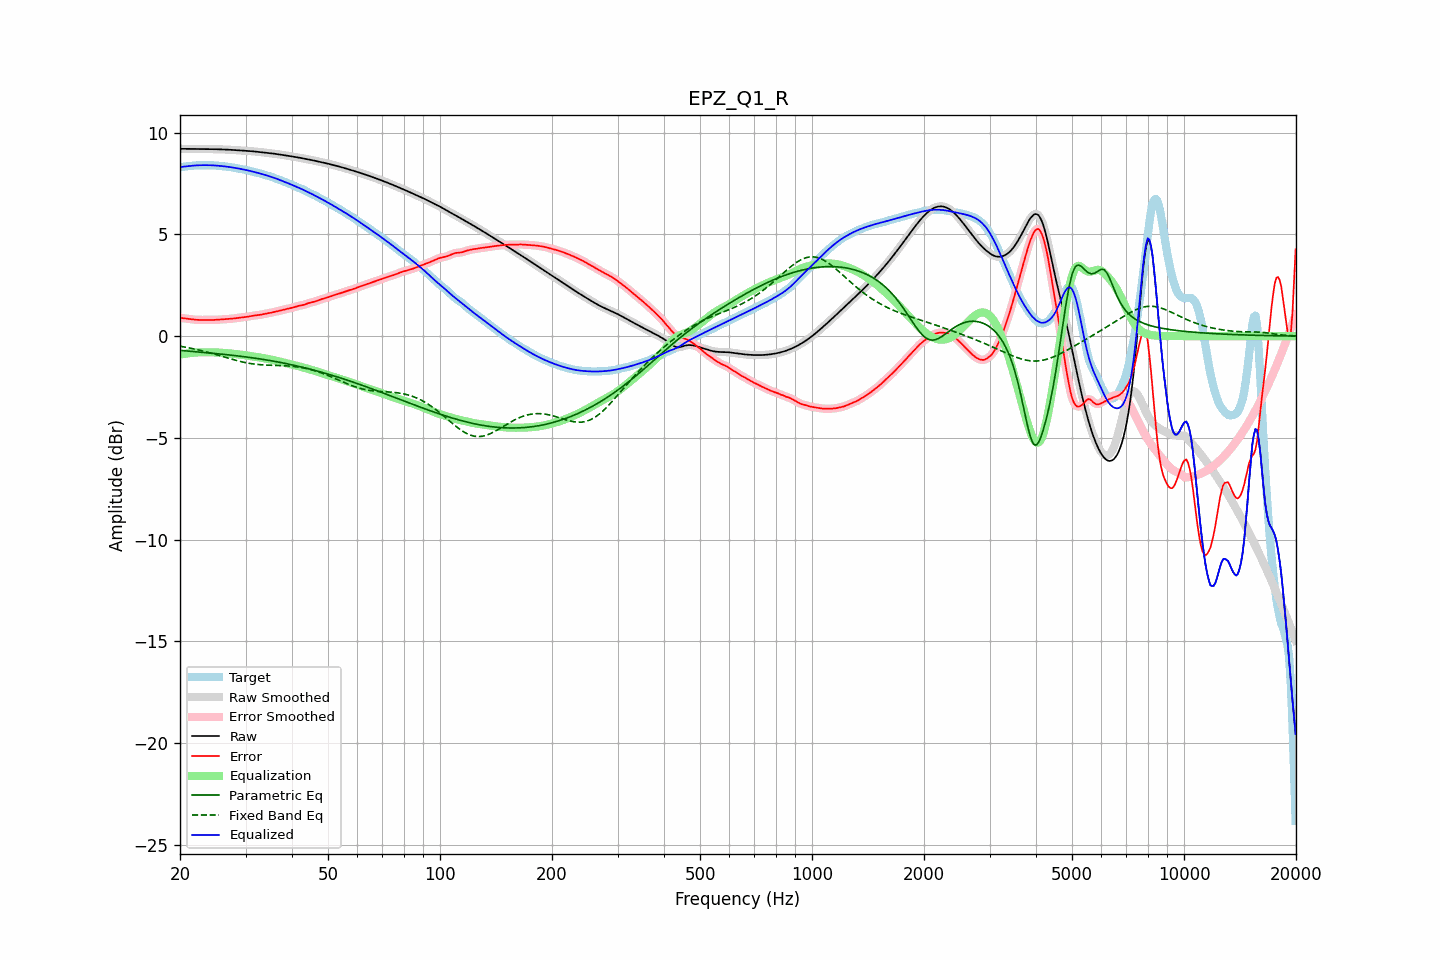 EPZ_Q1_R
Amplitude (dBr)
10
5
0
−5
−10
−15
−20
−25
Target
Raw Smoothed
Error Smoothed
Raw
Error
Equalization
Parametric Eq
Fixed Band Eq
Equalized
20 50 100 200 500 1000 2000 5000 10000 20000
Frequency (Hz)